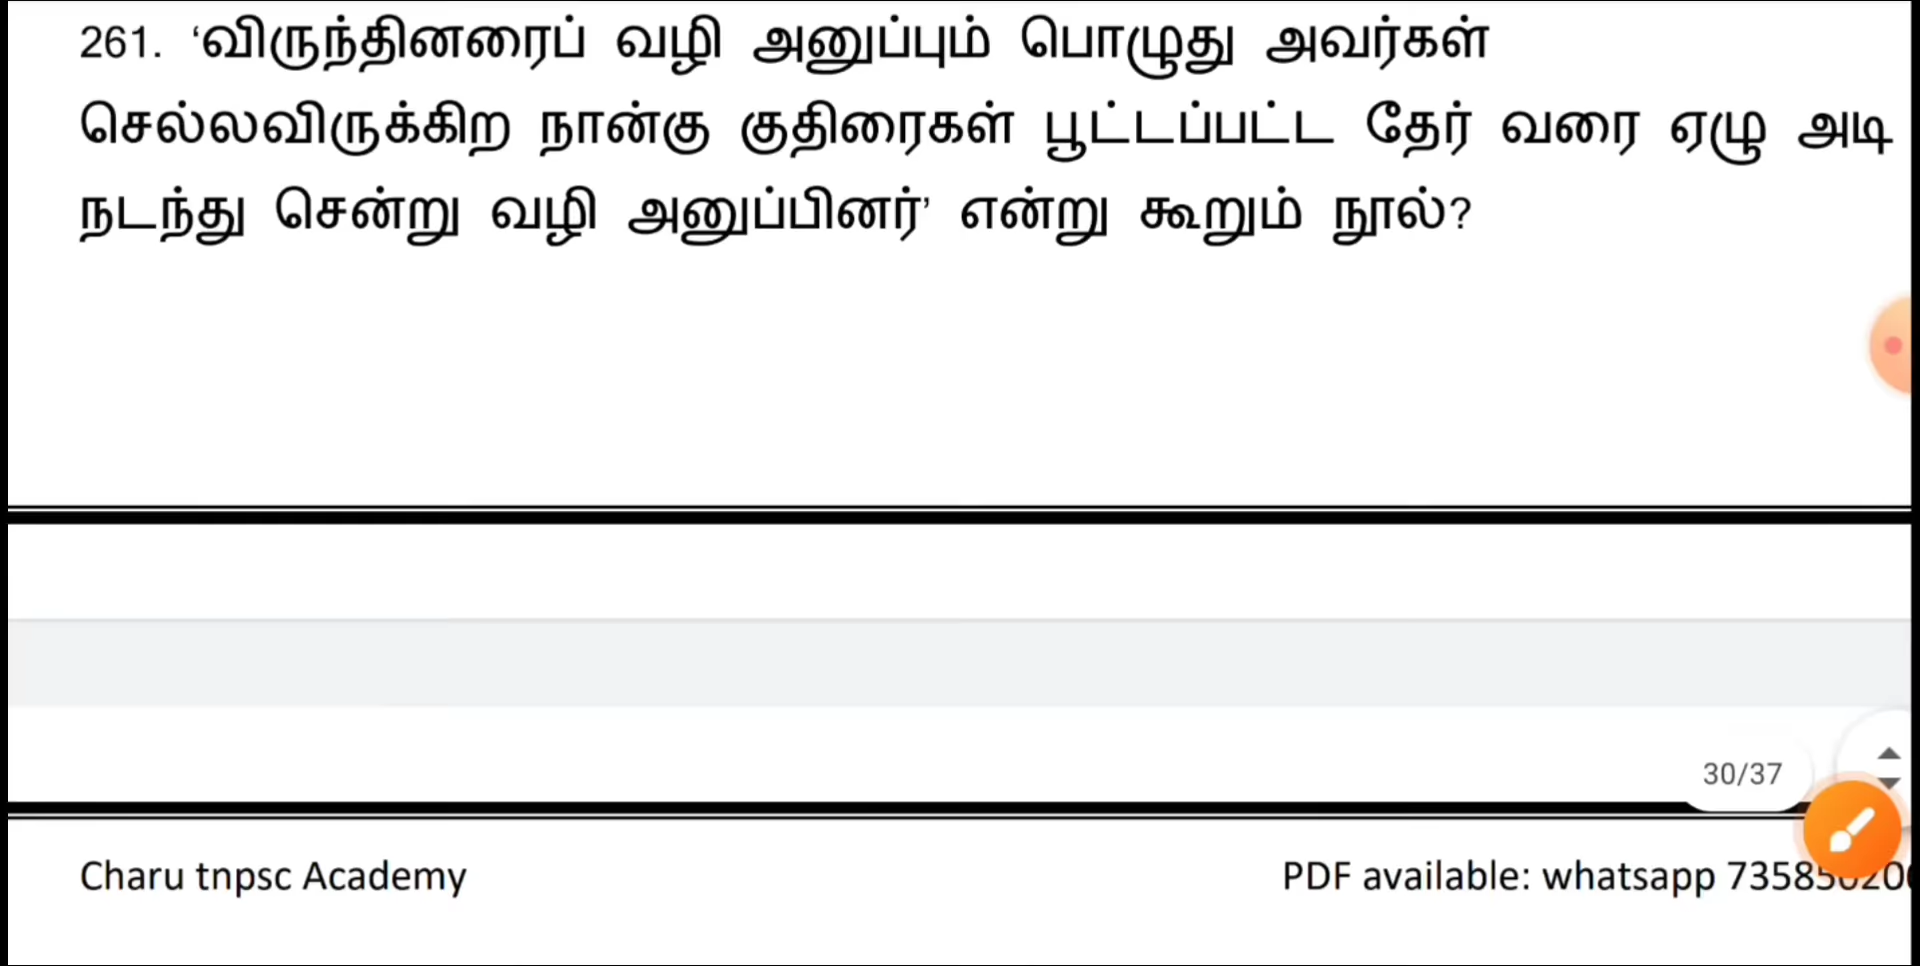 261. ‘விருந்தினரைப் வழி அனுப்பும் பொழுது அவர்கள்
செல்லவிருக்கிற நான்கு குதிரைகள் பூட்டப்பட்ட தேர் வரை ஏழு அடி
நடந்து சென்று வழி அனுப்பினர்’ என்று கூறும் நூல்?
30/37
Charu tnpsc Academy
PDF available: whatsapp